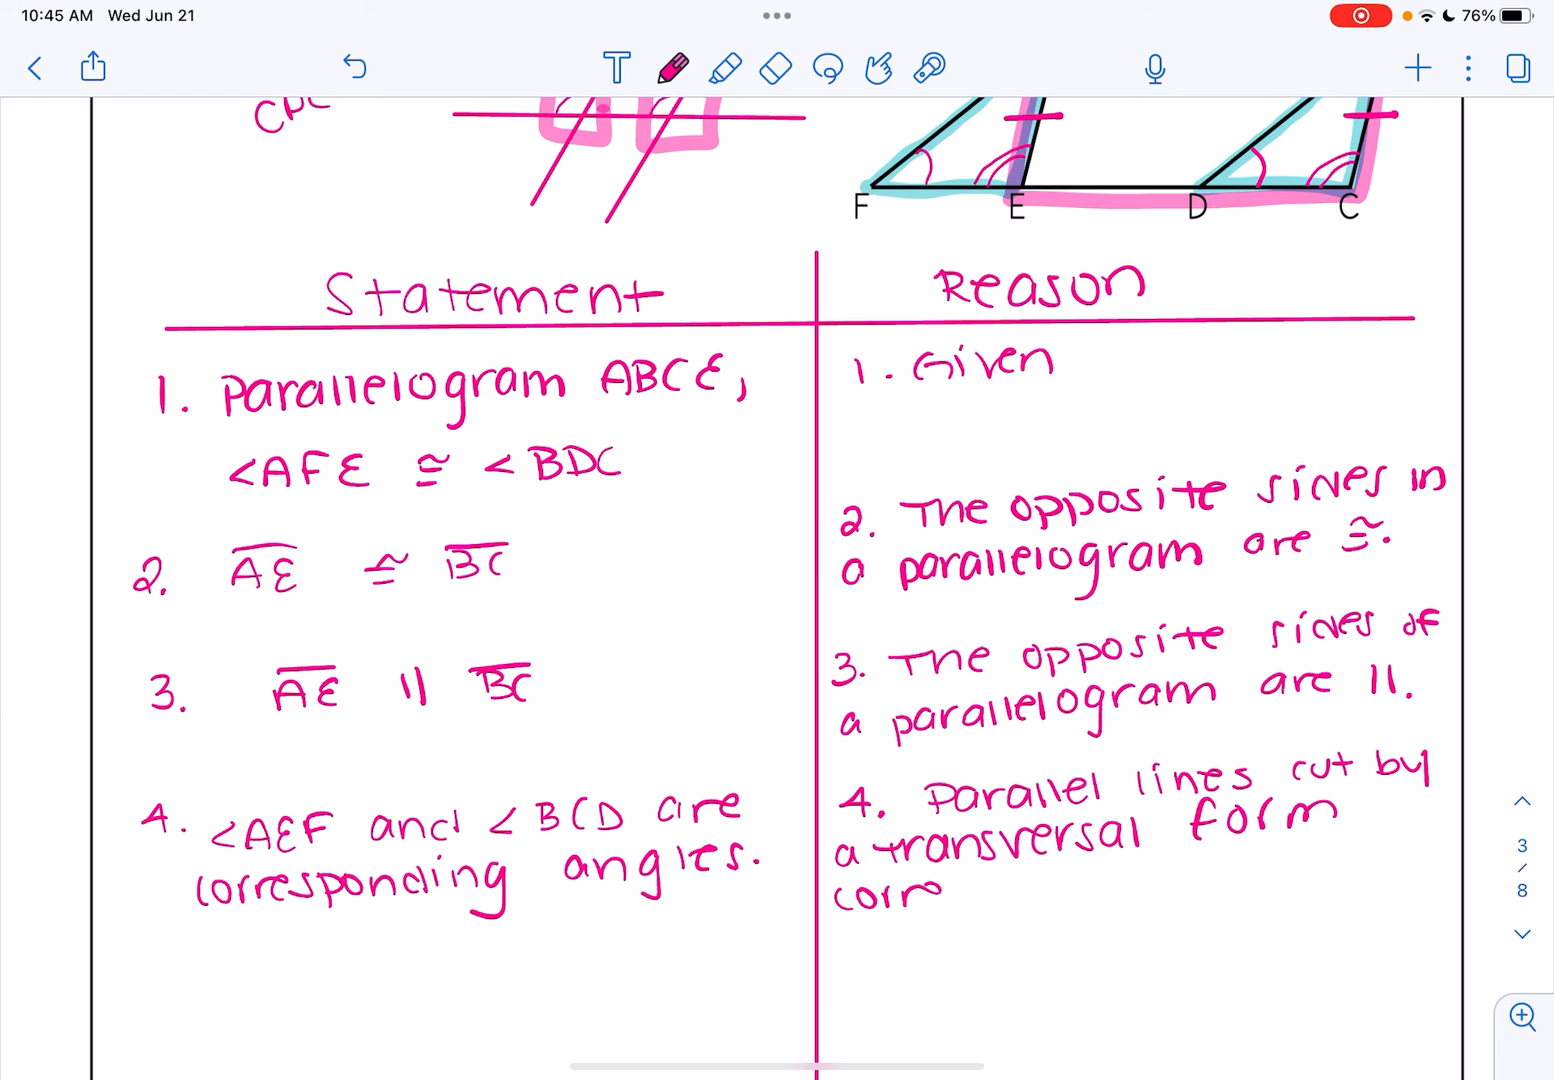 10:45 AM Wed Jun 21
76%
CPC
F E D C
Statement
Reason
1. Parallelogram ABCE,
<AFE ≅ <BDC
1. Given
2. AE ≅ BC
2. The opposite sides in
a parallelogram are ≅.
3. AE || BC
3. The opposite sides of
a parallelogram are ||.
4. <AEF and <BCD are
corresponding angles.
4. Parallel lines cut by
a transversal form
corr
3
/
8